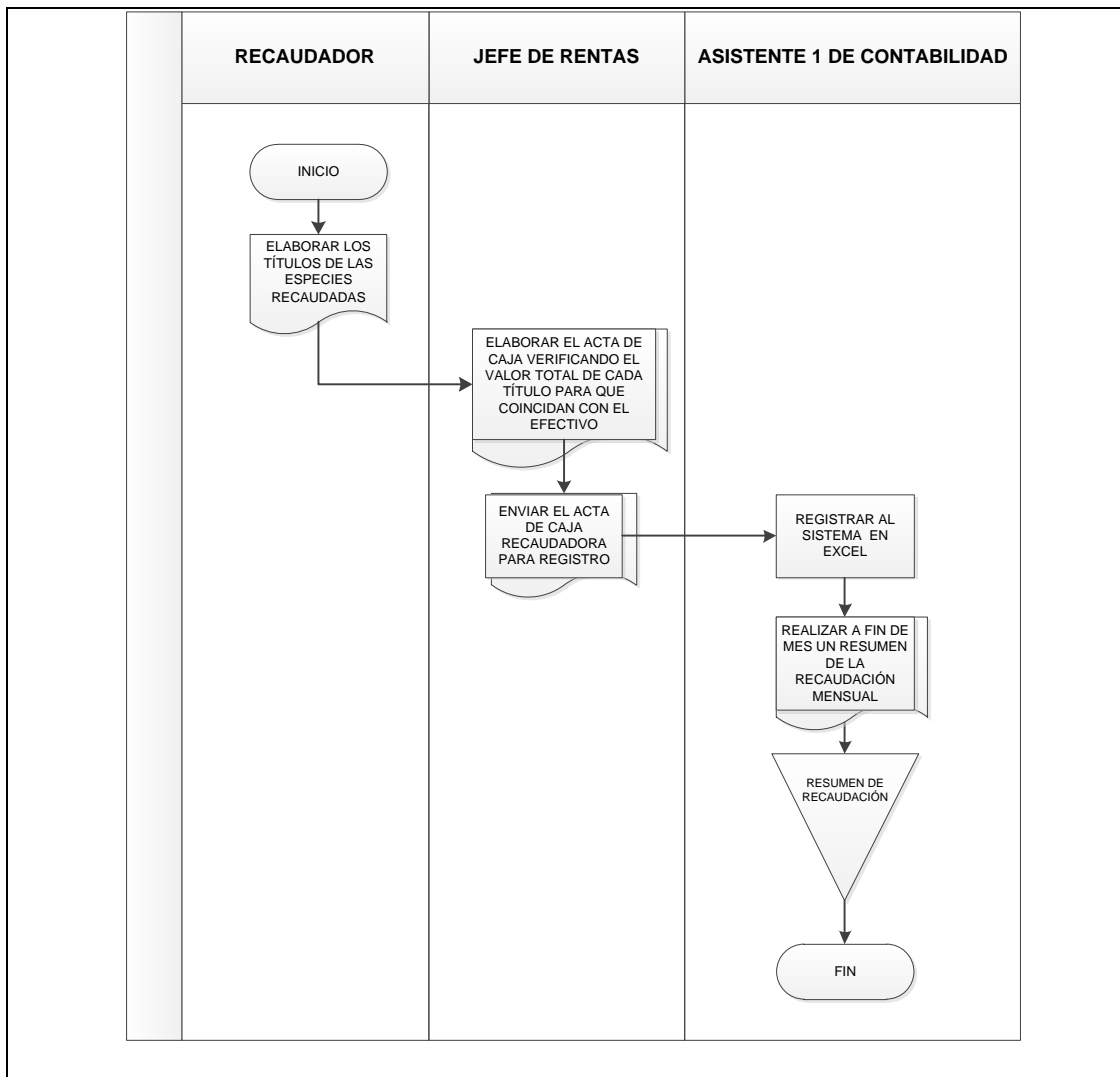 RECAUDADOR
JEFE DE RENTAS
ASISTENTE 1 DE CONTABILIDAD
INICIO
ELABORAR LOS
TÍTULOS DE LAS
ESPECIES
RECAUDADAS
ELABORAR EL ACTA DE
CAJA VERIFICANDO EL
VALOR TOTAL DE CADA
TÍTULO PARA QUE
COINCIDAN CON EL
EFECTIVO
ENVIAR EL ACTA
DE CAJA
RECAUDADORA
PARA REGISTRO
REGISTRAR AL
SISTEMA EN
EXCEL
REALIZAR A FIN DE
MES UN RESUMEN
DE LA
RECAUDACIÓN
MENSUAL
RESUMEN DE
RECAUDACIÓN
FIN